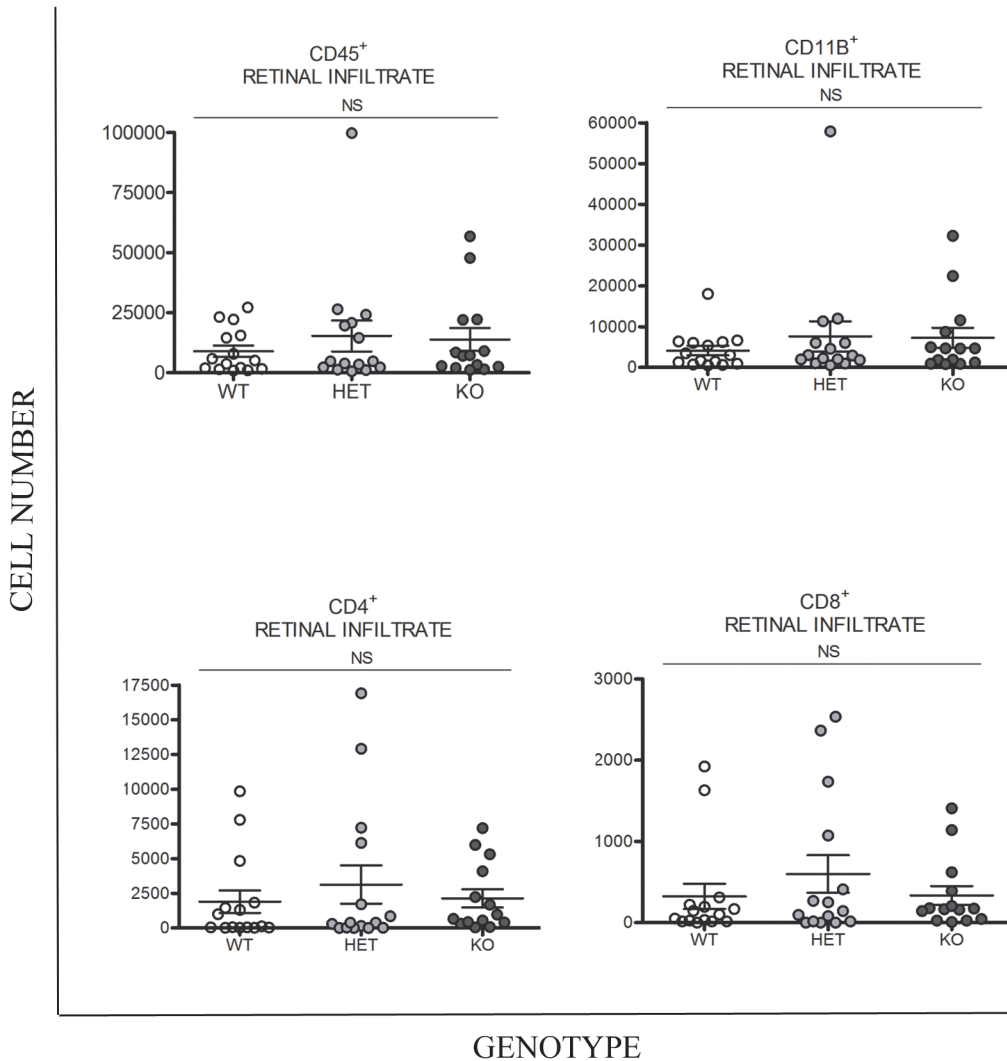 CD45+
RETINAL INFILTRATE
NS
100000
75000
50000
25000
0
WT HET KO
CD11B+
RETINAL INFILTRATE
NS
60000
50000
40000
30000
20000
10000
0
WT HET KO
CELL NUMBER
CD4+
RETINAL INFILTRATE
NS
17500
15000
12500
10000
7500
5000
2500
0
WT HET KO
CD8+
RETINAL INFILTRATE
NS
3000
2000
1000
0
WT HET KO
GENOTYPE